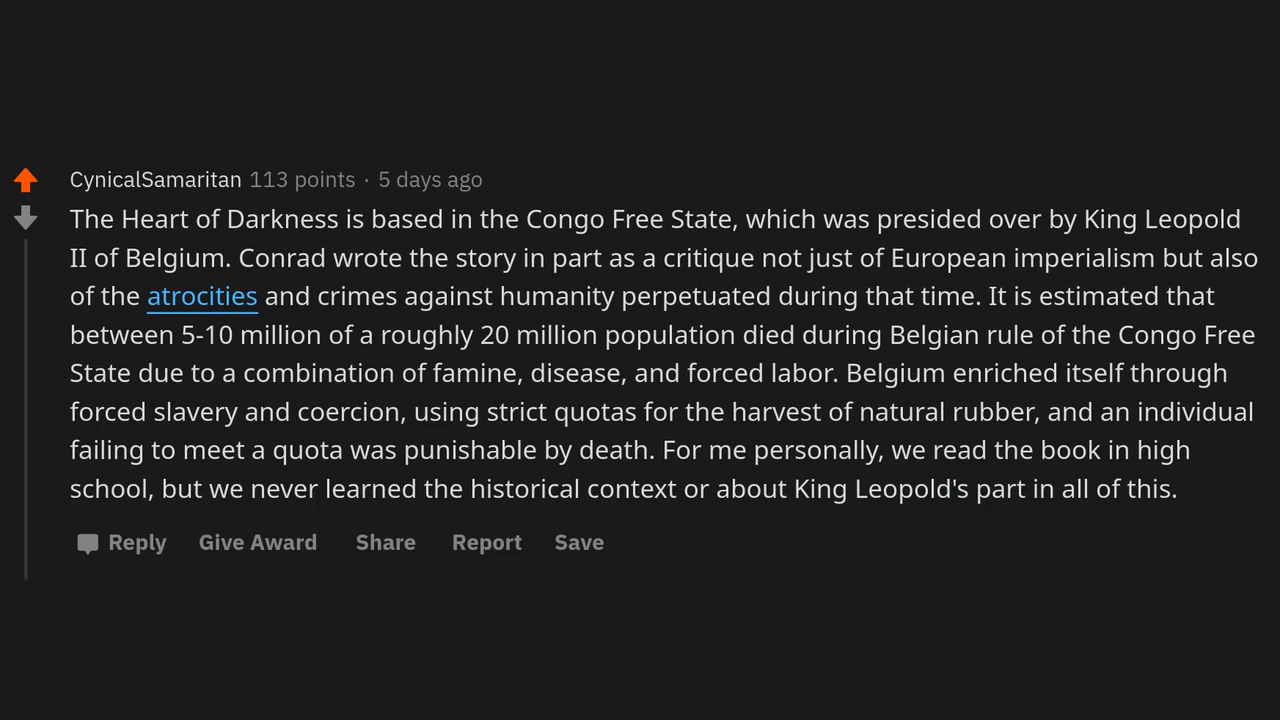 CynicalSamaritan 113 points · 5 days ago
The Heart of Darkness is based in the Congo Free State, which was presided over by King Leopold
II of Belgium. Conrad wrote the story in part as a critique not just of European imperialism but also
of the atrocities and crimes against humanity perpetuated during that time. It is estimated that
between 5-10 million of a roughly 20 million population died during Belgian rule of the Congo Free
State due to a combination of famine, disease, and forced labor. Belgium enriched itself through
forced slavery and coercion, using strict quotas for the harvest of natural rubber, and an individual
failing to meet a quota was punishable by death. For me personally, we read the book in high
school, but we never learned the historical context or about King Leopold's part in all of this.
Reply Give Award Share Report Save